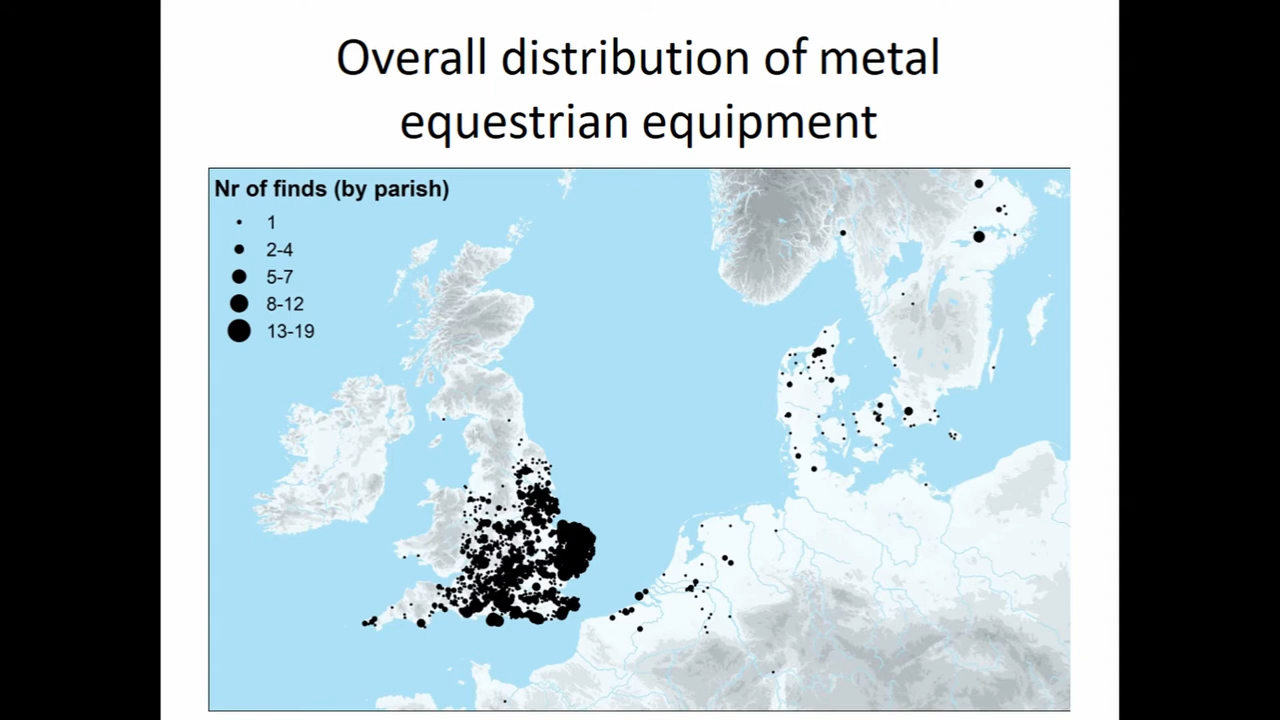 Overall distribution of metal
equestrian equipment
Nr of finds (by parish)
1
2-4
5-7
8-12
13-19